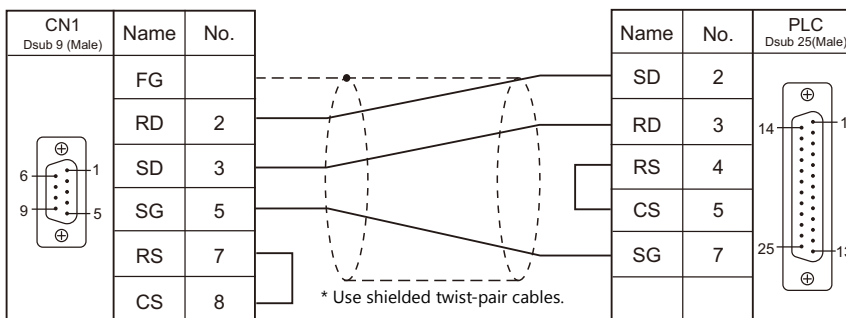 CN1
Dsub 9 (Male)
Name No.
FG
RD 2
SD 3
SG 5
RS 7
CS 8
6
1
9
5
* Use shielded twist-pair cables.
Name No.
PLC
Dsub 25(Male)
SD 2
RD 3
RS 4
CS 5
SG 7
14
1
25
13